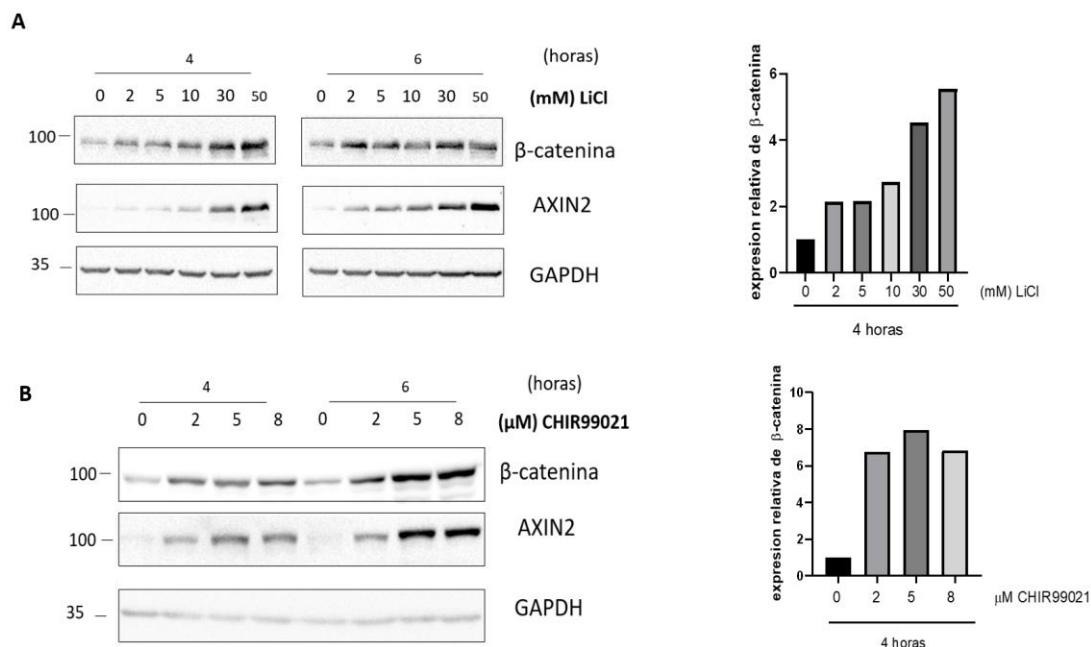 A
4 6 (horas)
0 2 5 10 30 50 0 2 5 10 30 50 (mM) LiCl
100 β-catenina
100 AXIN2
35 GAPDH
expresion relativa de β-catenina
6
4
2
0
0 2 5 10 30 50 (mM) LiCl
4 horas
B
4 6 (horas)
0 2 5 8 0 2 5 8 (μM) CHIR99021
100 β-catenina
100 AXIN2
35 GAPDH
expresion relativa de β-catenina
10
8
6
4
2
0
0 2 5 8 μM CHIR99021
4 horas